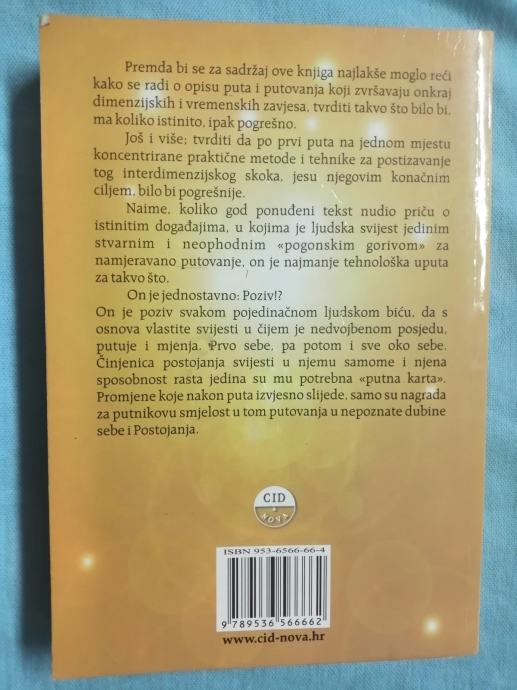 Premda bi se za sadržaj ove knjiga najlakše moglo reći
kako se radi o opisu puta i putovanja koji zvršavaju onkraj
dimenzijskih i vremenskih zavjesa, tvrditi takvo što bilo bi,
ma koliko istinito, ipak pogrešno.
Još i više; tvrditi da po prvi puta na jednom mjestu
koncentrirane praktične metode i tehnike za postizavanje
tog interdimenzijskog skoka, jesu njegovim konačnim
ciljem, bilo bi pogrešnije.
Naime, koliko god ponuđeni tekst nudio priču o
istinitim događajima, u kojima je ljudska svijest jedinim
stvarnim i neophodnim «pogonskim gorivom» za
namjeravano putovanje, on je najmanje tehnološka uputa
za takvo što.
On je jednostavno: Poziv!?
On je poziv svakom pojedinačnom ljudskom biću, da s
osnova vlastite svijesti u čijem je nedvojbenom posjedu,
putuje i mjenja. Prvo sebe, pa potom i sve oko sebe.
Činjenica postojanja svijesti u njemu samome i njena
sposobnost rasta jedina su mu potrebna «putna karta».
Promjene koje nakon puta izvjesno slijede, samo su nagrada
za putnikovu smjelost u tom putovanja u nepoznate dubine
sebe i Postojanja.
CID
NOVA
ISBN 953-6566-66-4
9 789536 566662
www.cid-nova.hr